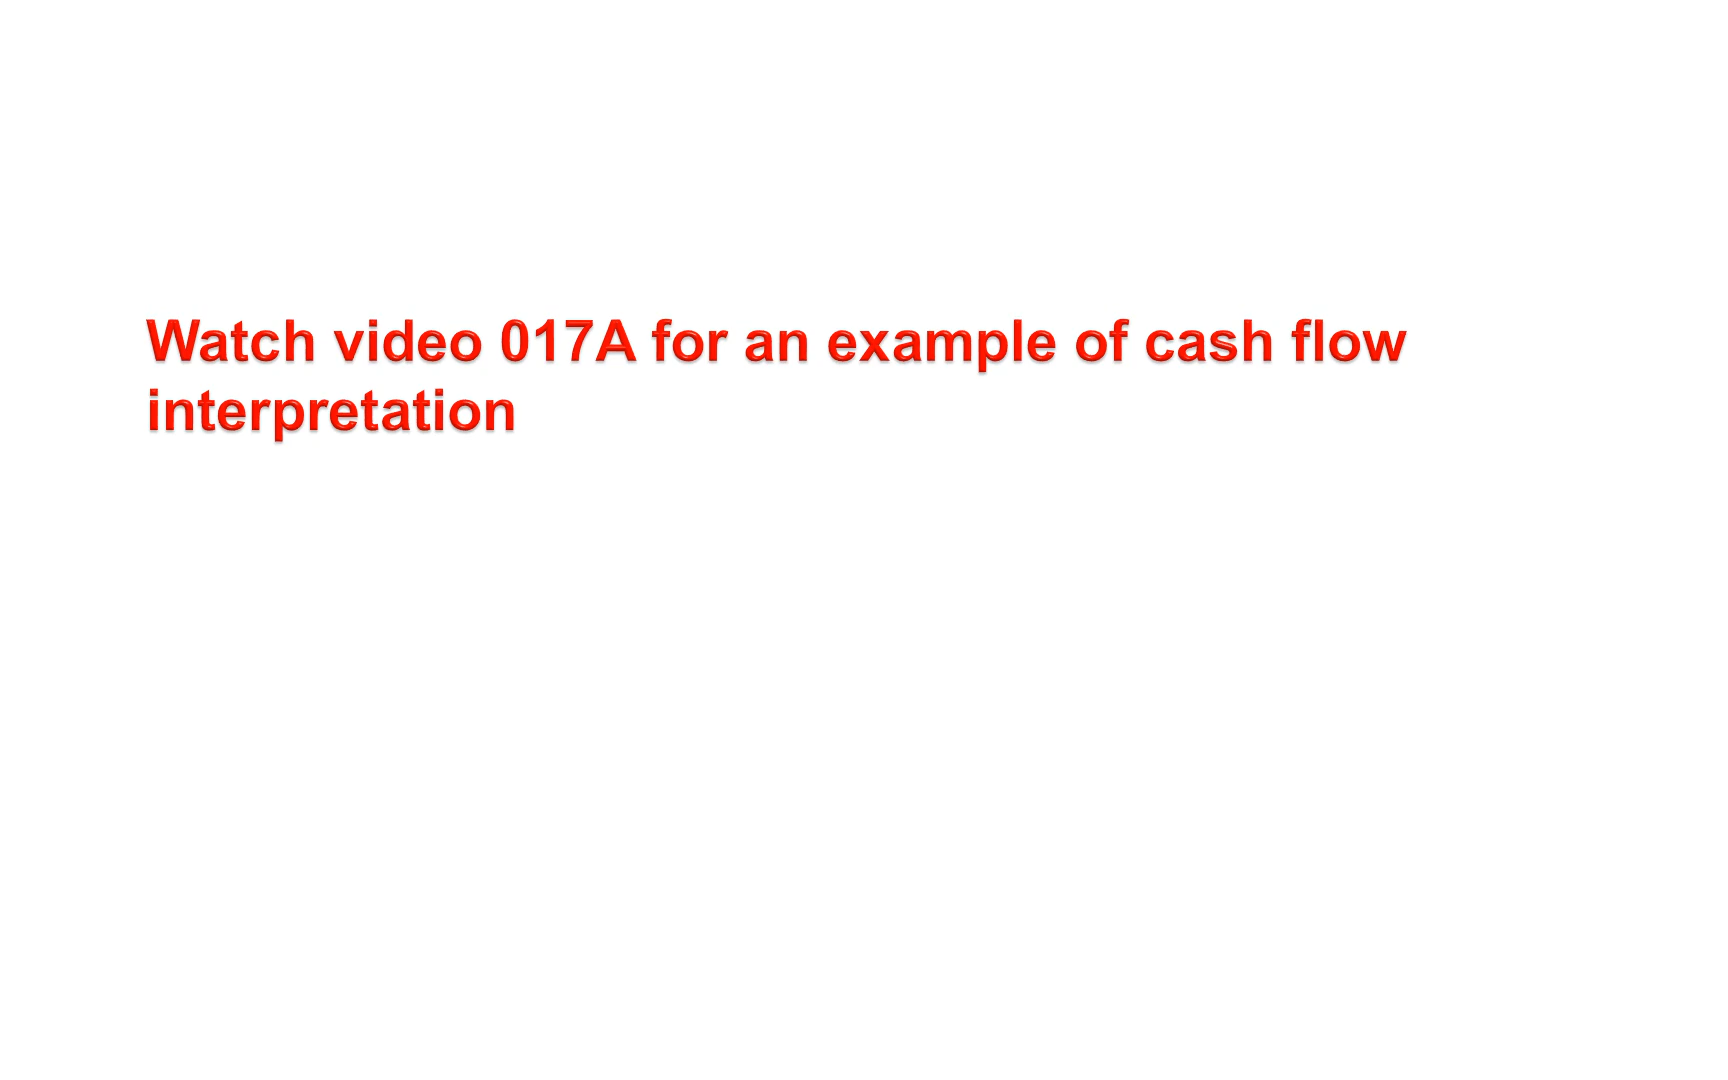 Watch video 017A for an example of cash flow
interpretation